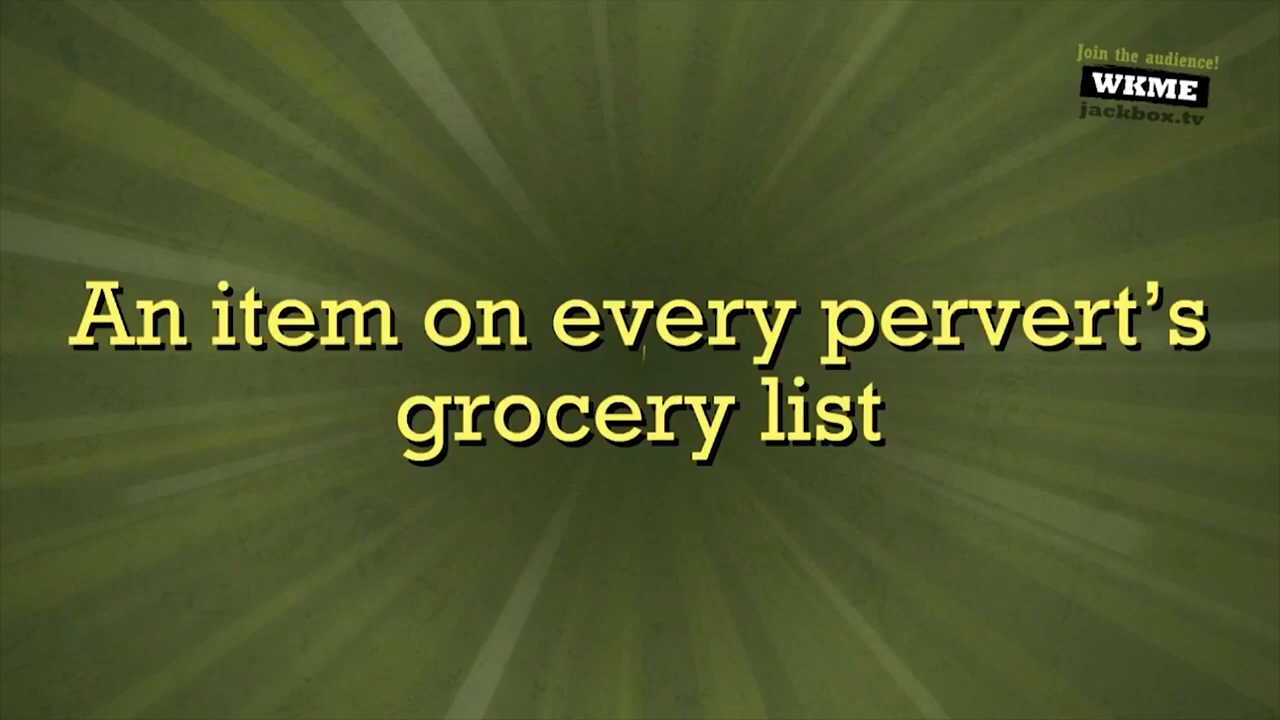 Join the audience!
WKME
jackbox.tv
An item on every pervert’s
grocery list